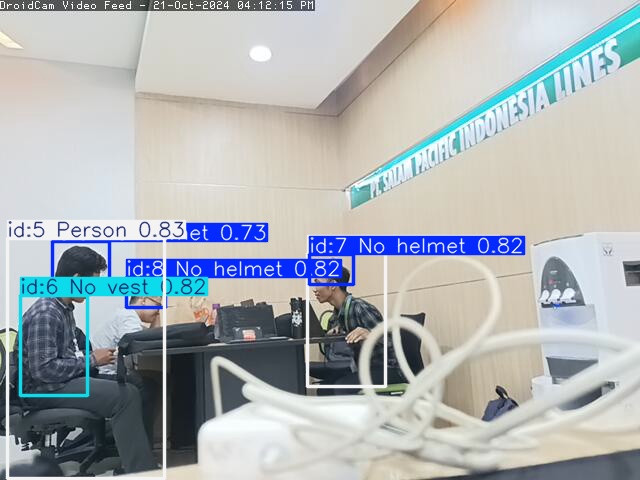 DroidCam Video Feed - 21-Oct-2024 04:12:15 PM
PT. SALAM PACIFIC INDONESIA LINES
id:5 Person 0.83
met 0.73
id:7 No helmet 0.82
id:8 No helmet 0.82
id:6 No vest 0.82